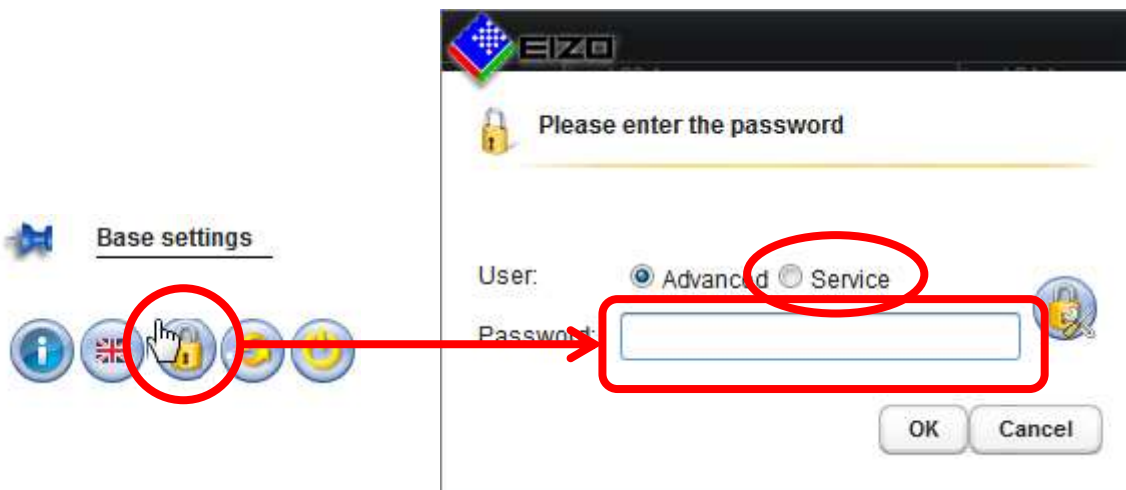 EIZO
Please enter the password
Base settings
User:
Advanced
Service
Password:
OK
Cancel